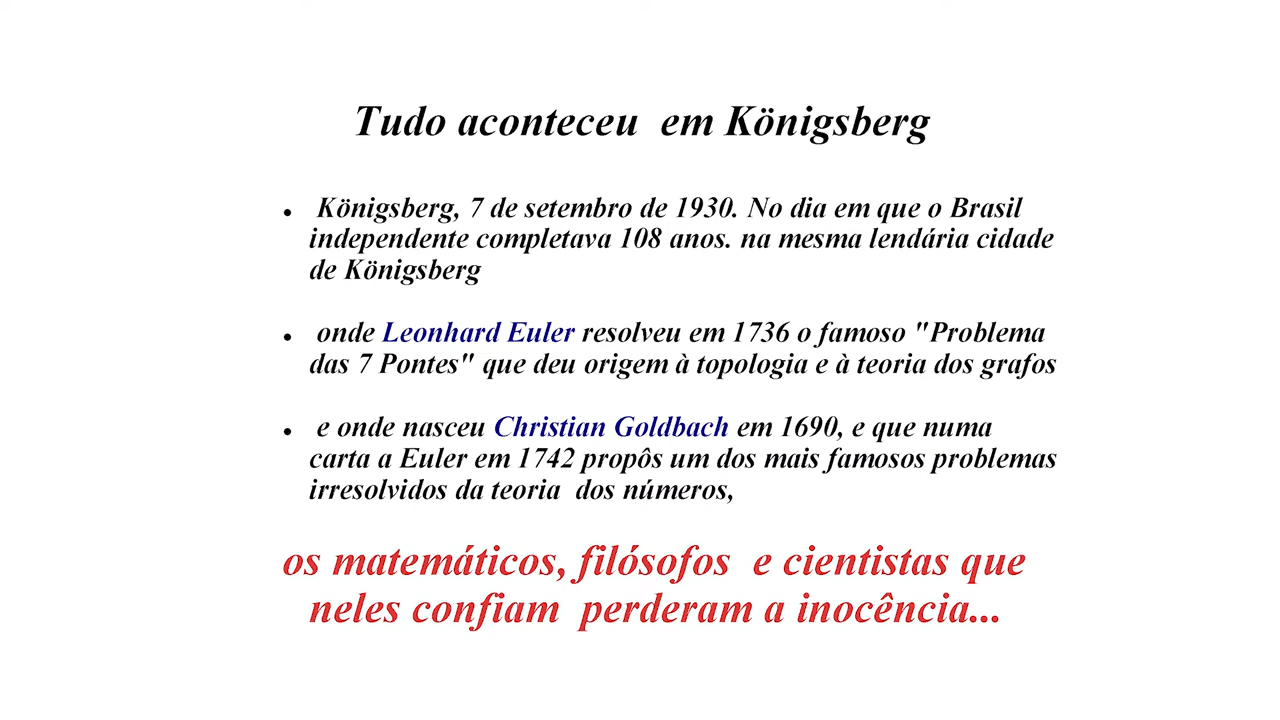 Tudo aconteceu em Königsberg
• Königsberg, 7 de setembro de 1930. No dia em que o Brasil
independente completava 108 anos. na mesma lendária cidade
de Königsberg
• onde Leonhard Euler resolveu em 1736 o famoso "Problema
das 7 Pontes" que deu origem à topologia e à teoria dos grafos
• e onde nasceu Christian Goldbach em 1690, e que numa
carta a Euler em 1742 propôs um dos mais famosos problemas
irresolvidos da teoria dos números,
os matemáticos, filósofos e cientistas que
neles confiam perderam a inocência...